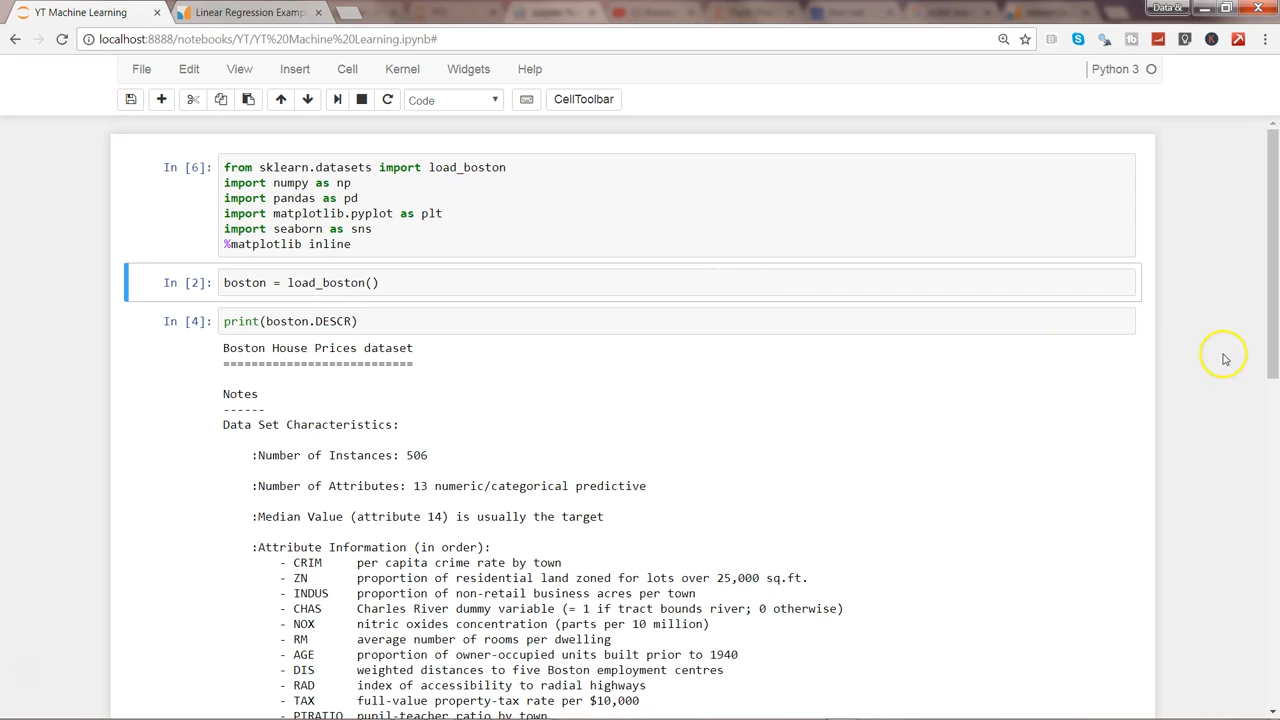 YT Machine Learning
Linear Regression Exampl
Data &
localhost:8888/notebooks/YT/YT%20Machine%20Learning.ipynb#
File Edit View Insert Cell Kernel Widgets Help
Python 3
Code
CellToolbar
In [6]:
from sklearn.datasets import load_boston
import numpy as np
import pandas as pd
import matplotlib.pyplot as plt
import seaborn as sns
%matplotlib inline
In [2]: boston = load_boston()
In [4]: print(boston.DESCR)
Boston House Prices dataset
===========================
Notes
------
Data Set Characteristics:
:Number of Instances: 506
:Number of Attributes: 13 numeric/categorical predictive
:Median Value (attribute 14) is usually the target
:Attribute Information (in order):
- CRIM per capita crime rate by town
- ZN proportion of residential land zoned for lots over 25,000 sq.ft.
- INDUS proportion of non-retail business acres per town
- CHAS Charles River dummy variable (= 1 if tract bounds river; 0 otherwise)
- NOX nitric oxides concentration (parts per 10 million)
- RM average number of rooms per dwelling
- AGE proportion of owner-occupied units built prior to 1940
- DIS weighted distances to five Boston employment centres
- RAD index of accessibility to radial highways
- TAX full-value property-tax rate per $10,000
- PTRATIO pupil-teacher ratio by town